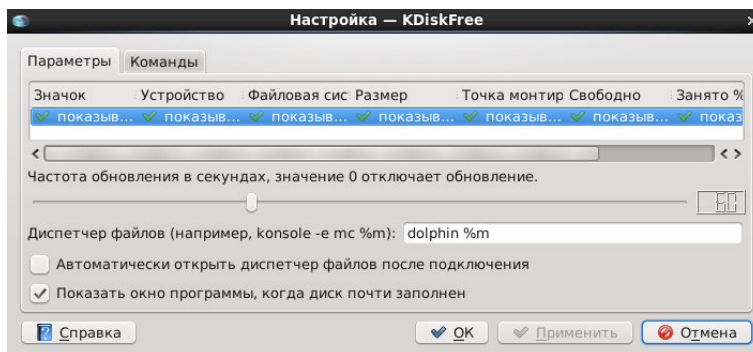 Настройка — KDiskFree
Параметры Команды
Значок Устройство Файловая сис Размер Точка монтир Свободно Занято %
показыв... показыв... показыв... показыв... показыв... показыв... показ
Частота обновления в секундах, значение 0 отключает обновление.
60
Диспетчер файлов (например, konsole -e mc %m): dolphin %m
Автоматически открыть диспетчер файлов после подключения
Показать окно программы, когда диск почти заполнен
Справка ОК Применить Отмена